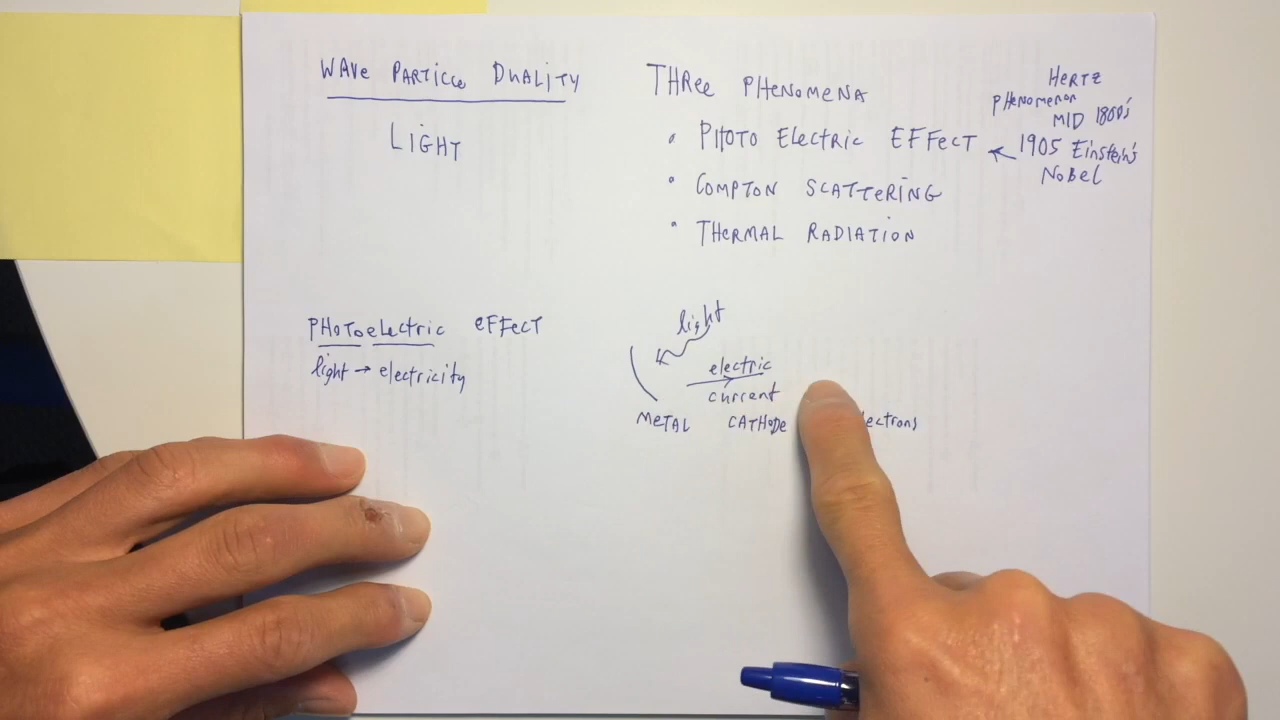 WAVe PARTICLe DUALITY
LIGHT
THRee PHeNOMeNA
• PHOTO ElectRic EFFecT
• COMPTON SCATTeRiNG
• THeRMAL RADIATION
HeRTZ
PHenomenon
MID 1800's
1905 Einstein's
NobeL
PHOToelectric eFFecT
light → electricity
light
electric
current
MeTAL CATHoDe
lectrons